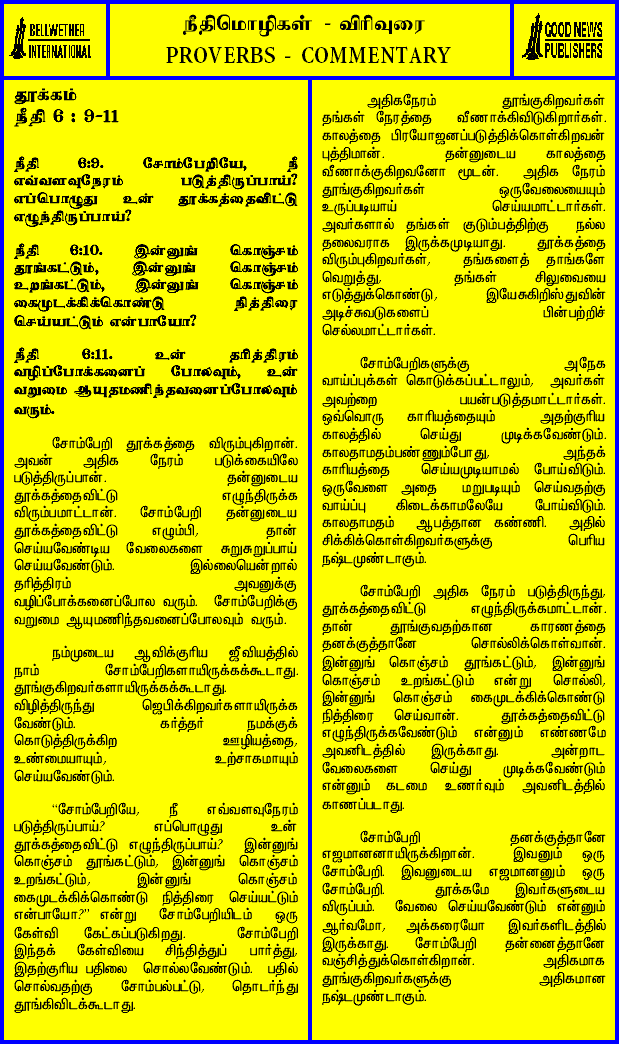 BELLWETHER
INTERNATIONAL
நீதிமொழிகள் - விரிவுரை
PROVERBS - COMMENTARY
GOOD NEWS
PUBLISHERS
தூக்கம்
நீதி 6 : 9-11
நீதி 6:9. சோம்பேறியே, நீ
எவ்வளவுநேரம் படுத்திருப்பாய்?
எப்பொழுது உன் தூக்கத்தைவிட்டு
எழுந்திருப்பாய்?
நீதி 6:10. இன்னுங் கொஞ்சம்
தூங்கட்டும், இன்னுங் கொஞ்சம்
உறங்கட்டும், இன்னுங் கொஞ்சம்
கைமுடக்கிக்கொண்டு நித்திரை
செய்யட்டும் என்பாயோ?
நீதி 6:11. உன் தரித்திரம்
வழிப்போக்கனைப் போலவும், உன்
வறுமை ஆயுதமணிந்தவனைப்போலவும்
வரும்.
சோம்பேறி தூக்கத்தை விரும்புகிறான்.
அவன் அதிக நேரம் படுக்கையிலே
படுத்திருப்பான். தன்னுடைய
தூக்கத்தைவிட்டு எழுந்திருக்க
விரும்பமாட்டான். சோம்பேறி தன்னுடைய
தூக்கத்தைவிட்டு எழும்பி, தான்
செய்யவேண்டிய வேலைகளை சுறுசுறுப்பாய்
செய்யவேண்டும். இல்லையென்றால்
தரித்திரம் அவனுக்கு
வழிப்போக்கனைப்போல வரும். சோம்பேறிக்கு
வறுமை ஆயுமணிந்தவனைப்போலவும் வரும்.
நம்முடைய ஆவிக்குரிய ஜீவியத்தில்
நாம் சோம்பேறிகளாயிருக்கக்கூடாது.
தூங்குகிறவர்களாயிருக்கக்கூடாது.
விழித்திருந்து ஜெபிக்கிறவர்களாயிருக்க
வேண்டும். கர்த்தர் நமக்குக்
கொடுத்திருக்கிற ஊழியத்தை,
உண்மையாயும், உற்சாகமாயும்
செய்யவேண்டும்.
“சோம்பேறியே, நீ எவ்வளவுநேரம்
படுத்திருப்பாய்? எப்பொழுது உன்
தூக்கத்தைவிட்டு எழுந்திருப்பாய்? இன்னுங்
கொஞ்சம் தூங்கட்டும், இன்னுங் கொஞ்சம்
உறங்கட்டும், இன்னுங் கொஞ்சம்
கைமுடக்கிக்கொண்டு நித்திரை செய்யட்டும்
என்பாயோ?” என்று சோம்பேறியிடம் ஒரு
கேள்வி கேட்கப்படுகிறது. சோம்பேறி
இந்தக் கேள்வியை சிந்தித்துப் பார்த்து,
இதற்குரிய பதிலை சொல்லவேண்டும். பதில்
சொல்வதற்கு சோம்பல்பட்டு, தொடர்ந்து
தூங்கிவிடக்கூடாது.
அதிகநேரம் தூங்குகிறவர்கள்
தங்கள் நேரத்தை வீணாக்கிவிடுகிறார்கள்.
காலத்தை பிரயோஜனப்படுத்திக்கொள்கிறவன்
புத்திமான். தன்னுடைய காலத்தை
வீணாக்குகிறவனோ மூடன். அதிக நேரம்
தூங்குகிறவர்கள் ஒருவேலையையும்
உருப்படியாய் செய்யமாட்டார்கள்.
அவர்களால் தங்கள் குடும்பத்திற்கு நல்ல
தலைவராக இருக்கமுடியாது. தூக்கத்தை
விரும்புகிறவர்கள், தங்களைத் தாங்களே
வெறுத்து, தங்கள் சிலுவையை
எடுத்துக்கொண்டு, இயேசுகிறிஸ்துவின்
அடிச்சுவடுகளைப் பின்பற்றிச்
செல்லமாட்டார்கள்.
சோம்பேறிகளுக்கு அநேக
வாய்ப்புக்கள் கொடுக்கப்பட்டாலும், அவர்கள்
அவற்றை பயன்படுத்தமாட்டார்கள்.
ஒவ்வொரு காரியத்தையும் அதற்குரிய
காலத்தில் செய்து முடிக்கவேண்டும்.
காலதாமதம்பண்ணும்போது, அந்தக்
காரியத்தை செய்யமுடியாமல் போய்விடும்.
ஒருவேளை அதை மறுபடியும் செய்வதற்கு
வாய்ப்பு கிடைக்காமலேயே போய்விடும்.
காலதாமதம் ஆபத்தான கண்ணி. அதில்
சிக்கிக்கொள்கிறவர்களுக்கு பெரிய
நஷ்டமுண்டாகும்.
சோம்பேறி அதிக நேரம் படுத்திருந்து,
தூக்கத்தைவிட்டு எழுந்திருக்கமாட்டான்.
தான் தூங்குவதற்கான காரணத்தை
தனக்குத்தானே சொல்லிக்கொள்வான்.
இன்னுங் கொஞ்சம் தூங்கட்டும், இன்னுங்
கொஞ்சம் உறங்கட்டும் என்று சொல்லி,
இன்னுங் கொஞ்சம் கைமுடக்கிக்கொண்டு
நித்திரை செய்வான். தூக்கத்தைவிட்டு
எழுந்திருக்கவேண்டும் என்னும் எண்ணமே
அவனிடத்தில் இருக்காது. அன்றாட
வேலைகளை செய்து முடிக்கவேண்டும்
என்னும் கடமை உணர்வும் அவனிடத்தில்
காணப்படாது.
சோம்பேறி தனக்குத்தானே
எஜமானனாயிருக்கிறான். இவனும் ஒரு
சோம்பேறி. இவனுடைய எஜமானனும் ஒரு
சோம்பேறி. தூக்கமே இவர்களுடைய
விருப்பம். வேலை செய்யவேண்டும் என்னும்
ஆர்வமோ, அக்கரையோ இவர்களிடத்தில்
இருக்காது. சோம்பேறி தன்னைத்தானே
வஞ்சித்துக்கொள்கிறான். அதிகமாக
தூங்குகிறவர்களுக்கு அதிகமான
நஷ்டமுண்டாகும்.